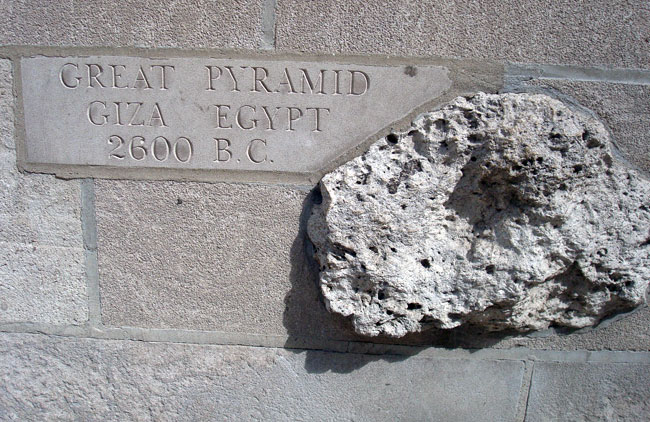 GREAT PYRAMID
GIZA EGYPT
2600 B.C.